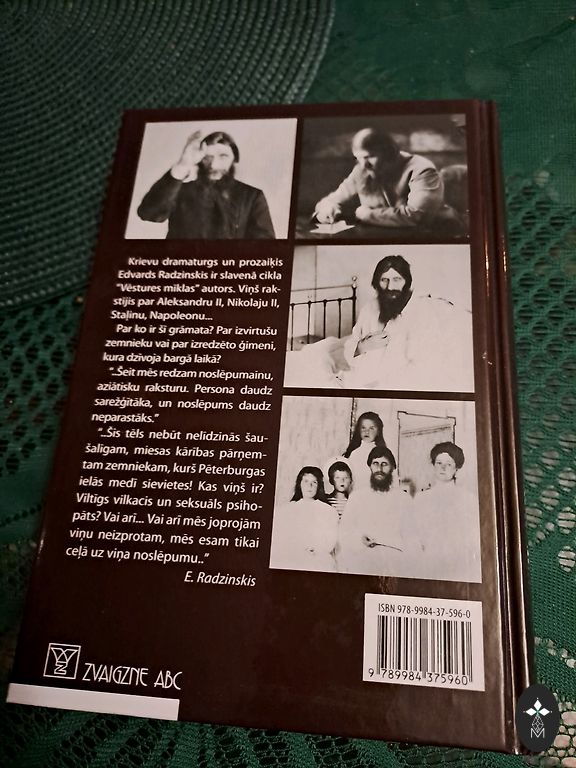 Krievu dramaturgs un prozaiķis
Edvards Radzinskis ir slavenā cikla
"Vēstures mīklas" autors. Viņš rak-
stījis par Aleksandru II, Nikolaju II,
Staļinu, Napoleonu...
Par ko ir šī grāmata? Par izvirtušu
zemnieku vai par izredzēto ģimeni,
kura dzīvoja bargā laikā?
"..Šeit mēs redzam noslēpumainu,
aziātisku raksturu. Persona daudz
sarežģītāka, un noslēpums daudz
neparastāks."
"..Šis tēls nebūt nelīdzinās šau-
šalīgam, miesas kārības pārņem-
tam zemniekam, kurš Pēterburgas
ielās medī sievietes! Kas viņš ir?
Viltīgs vilkacis un seksuāls psiho-
pāts? Vai arī... Vai arī mēs joprojām
viņu neizprotam, mēs esam tikai
ceļā uz viņa noslēpumu.."
E. Radzinskis
ISBN 978-9984-37-596-0
9 789984 375960
ZVAIGZNE ABC
M